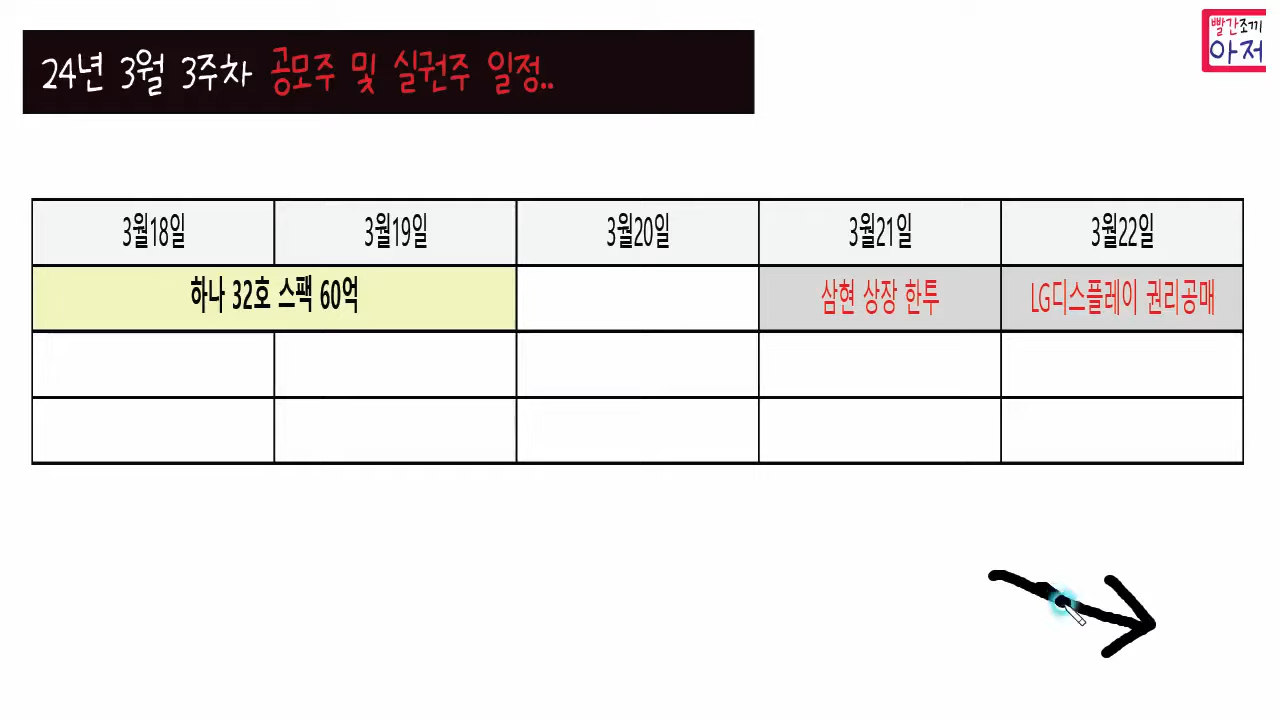 24년 3월 3주차 공모주 및 실권주 일정..
빨간조끼
아저
3월18일 3월19일 3월20일 3월21일 3월22일
하나 32호 스팩 60억 삼현 상장 한투 LG디스플레이 권리공매